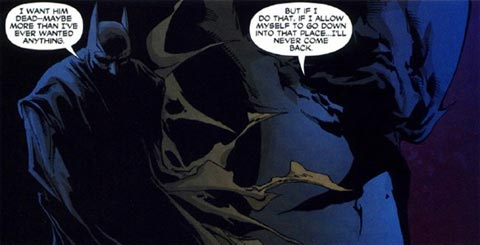 I WANT HIM
DEAD--MAYBE
MORE THAN I'VE
EVER WANTED
ANYTHING.
BUT IF I
DO THAT, IF I ALLOW
MYSELF TO GO DOWN
INTO THAT PLACE...I'LL
NEVER COME
BACK.